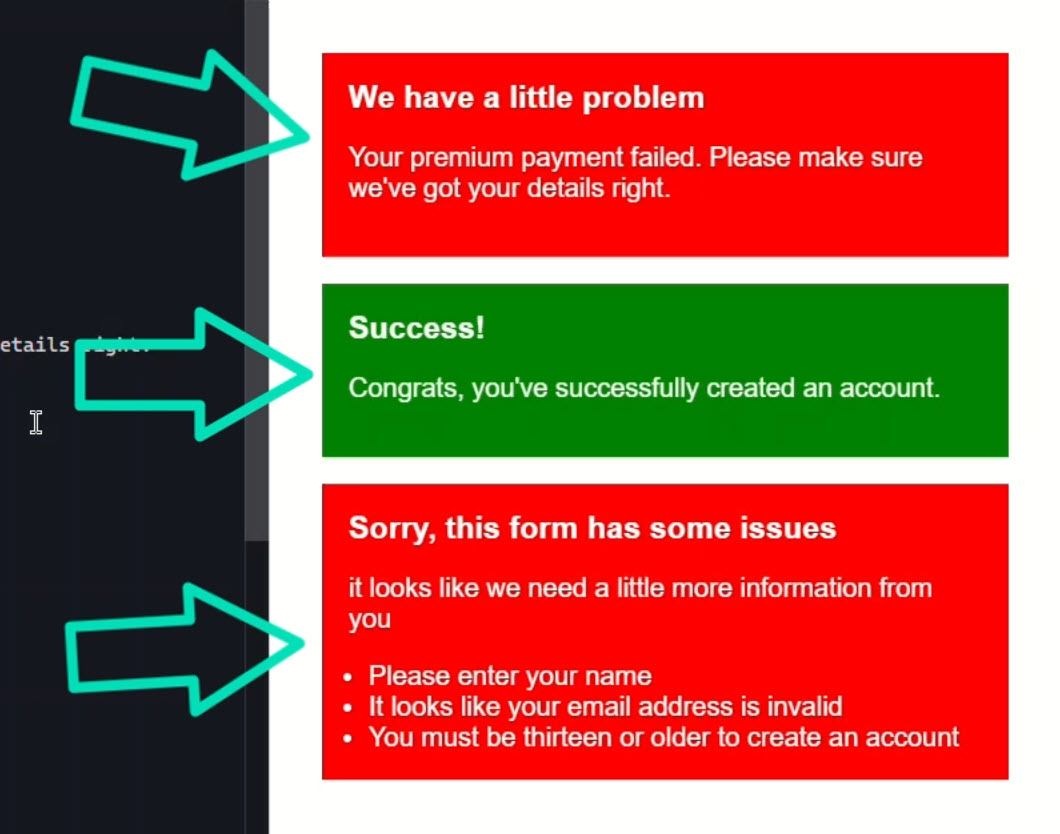 We have a little problem
Your premium payment failed. Please make sure
we've got your details right.
etails right.
Success!
Congrats, you've successfully created an account.
Sorry, this form has some issues
it looks like we need a little more information from
you
• Please enter your name
• It looks like your email address is invalid
• You must be thirteen or older to create an account